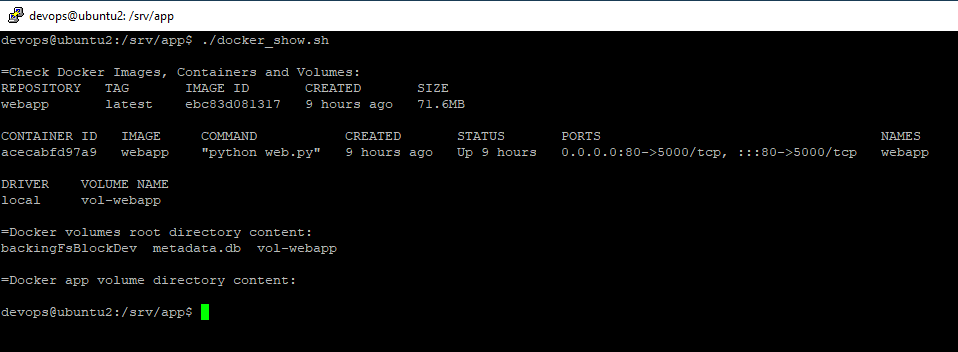 devops@ubuntu2: /srv/app
devops@ubuntu2:/srv/app$ ./docker_show.sh
=Check Docker Images, Containers and Volumes:
REPOSITORY   TAG       IMAGE ID       CREATED       SIZE
webapp       latest    ebc83d081317   9 hours ago   71.6MB
CONTAINER ID   IMAGE     COMMAND           CREATED       STATUS       PORTS                                   NAMES
acecabfd97a9   webapp    "python web.py"   9 hours ago   Up 9 hours   0.0.0.0:80->5000/tcp, :::80->5000/tcp   webapp
DRIVER    VOLUME NAME
local     vol-webapp
=Docker volumes root directory content:
backingFsBlockDev  metadata.db  vol-webapp
=Docker app volume directory content:
devops@ubuntu2:/srv/app$